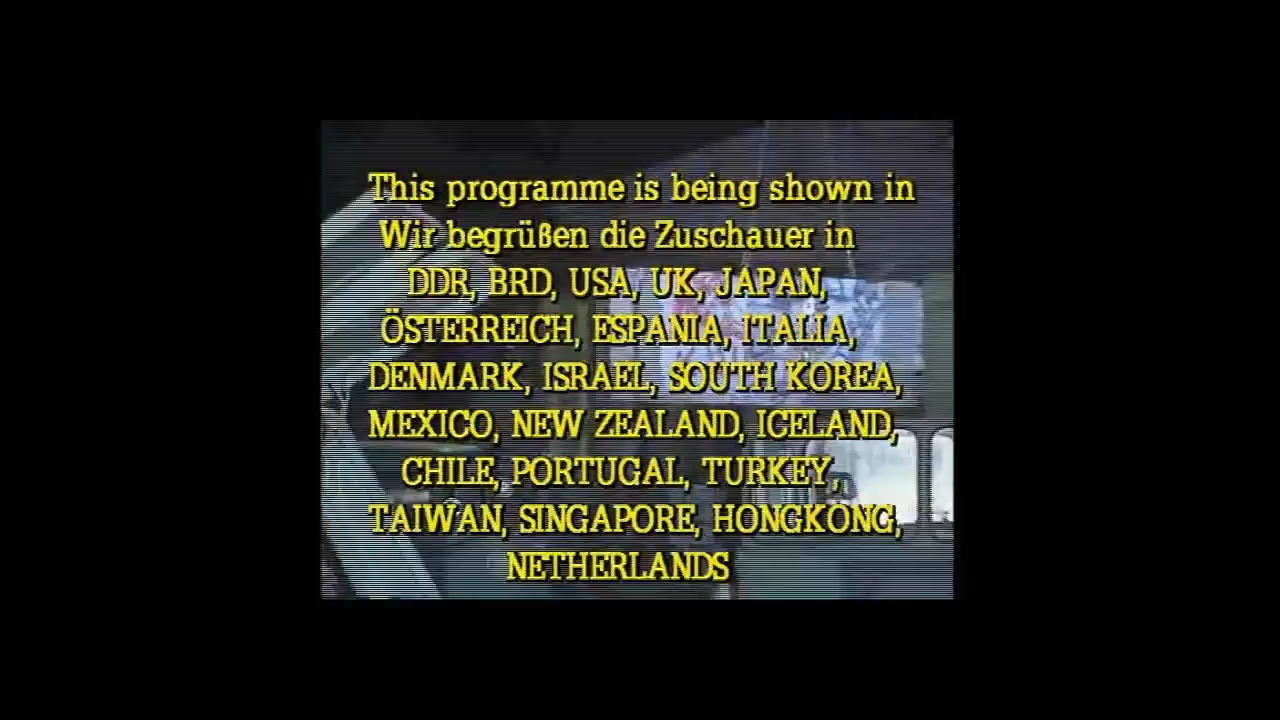 This programme is being shown in
Wir begrüßen die Zuschauer in
DDR, BRD, USA, UK, JAPAN,
ÖSTERREICH, ESPANIA, ITALIA,
DENMARK, ISRAEL, SOUTH KOREA,
MEXICO, NEW ZEALAND, ICELAND,
CHILE, PORTUGAL, TURKEY,
TAIWAN, SINGAPORE, HONGKONG,
NETHERLANDS